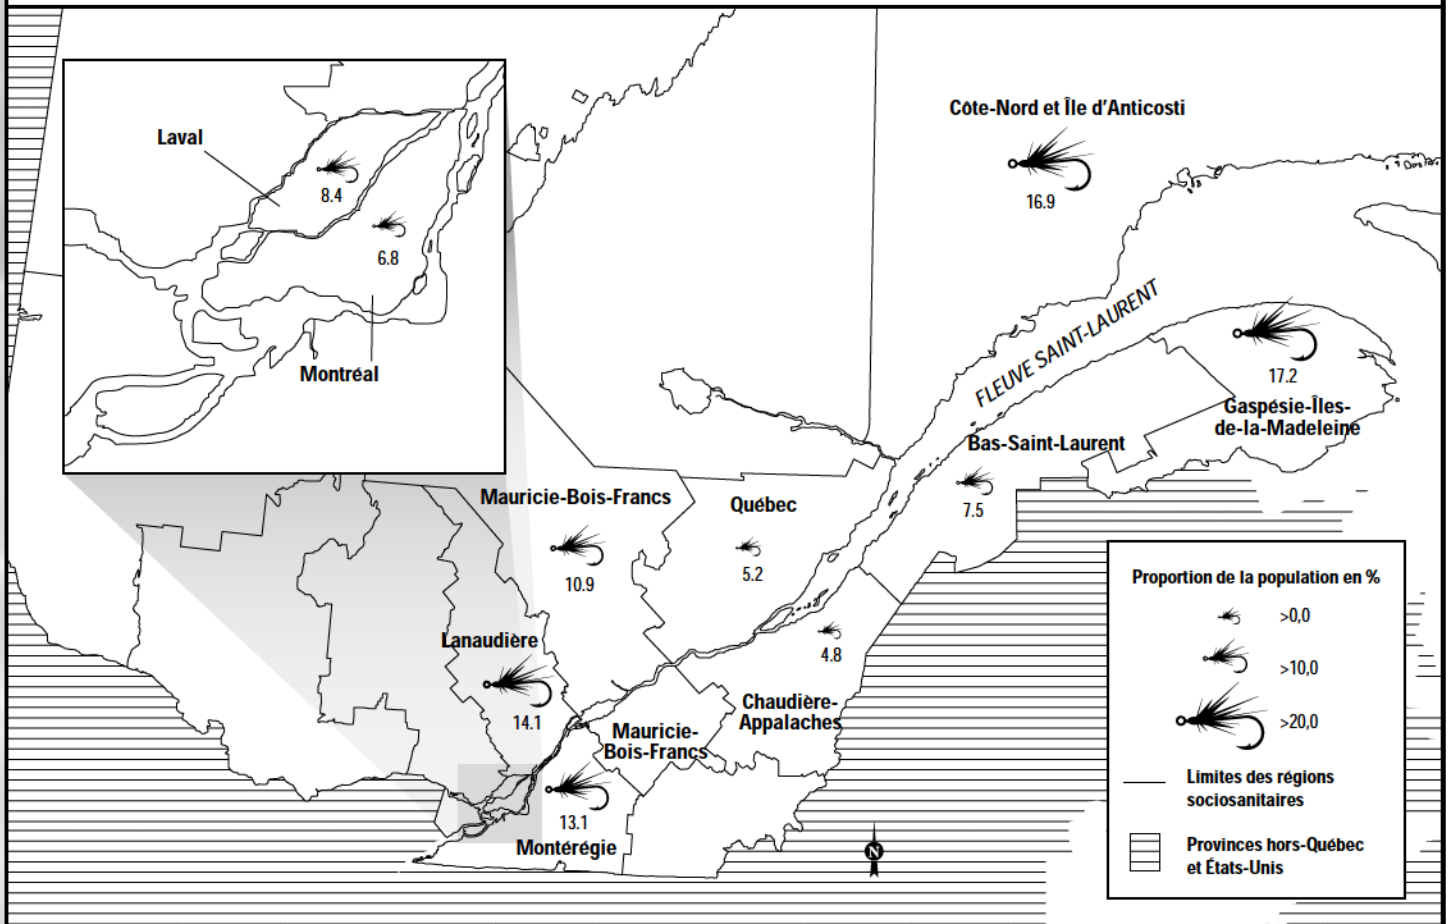 Côte-Nord et Île d'Anticosti
16.9
Laval
8.4
6.8
Montréal
FLEUVE SAINT-LAURENT
17.2
Gaspésie-Îles-
de-la-Madeleine
Bas-Saint-Laurent
7.5
Mauricie-Bois-Francs
10.9
Québec
5.2
Lanaudière
14.1
4.8
Chaudière-
Appalaches
Mauricie-
Bois-Francs
13.1
Montérégie
N
Proportion de la population en %
>0,0
>10,0
>20,0
Limites des régions
sociosanitaires
Provinces hors-Québec
et États-Unis